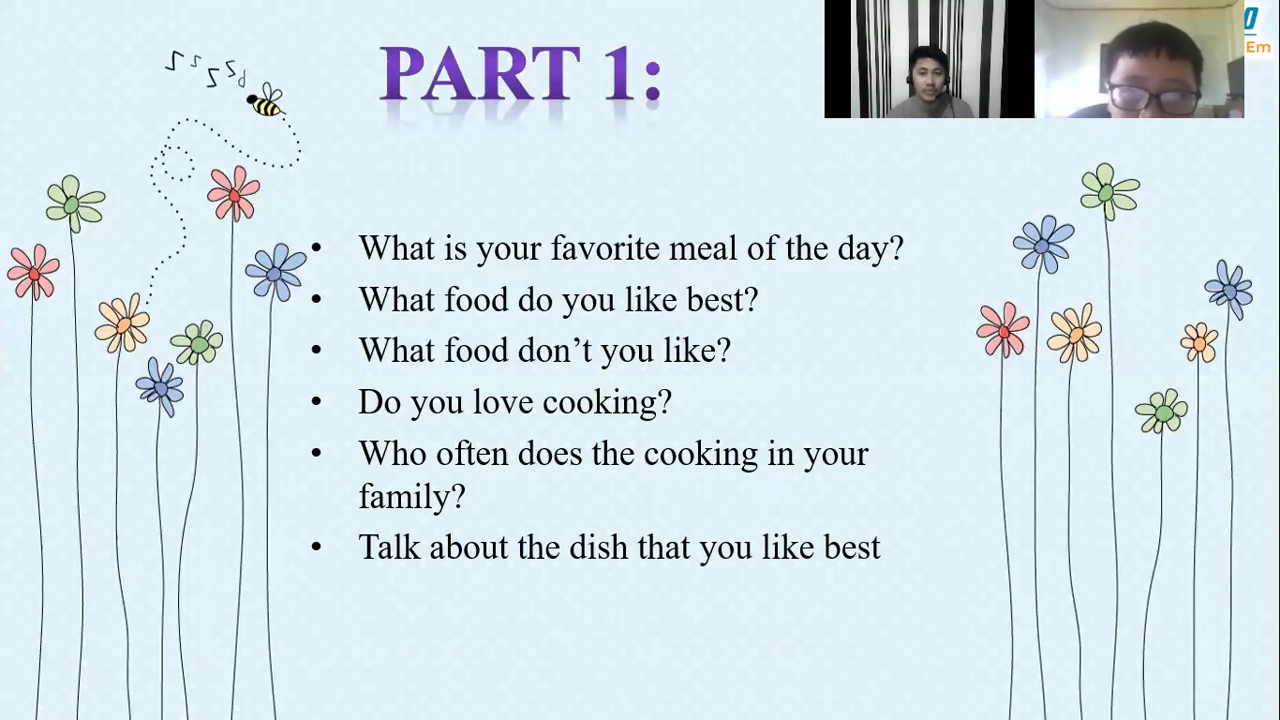 PART 1:
• What is your favorite meal of the day?
• What food do you like best?
• What food don’t you like?
• Do you love cooking?
• Who often does the cooking in your
family?
• Talk about the dish that you like best
Em